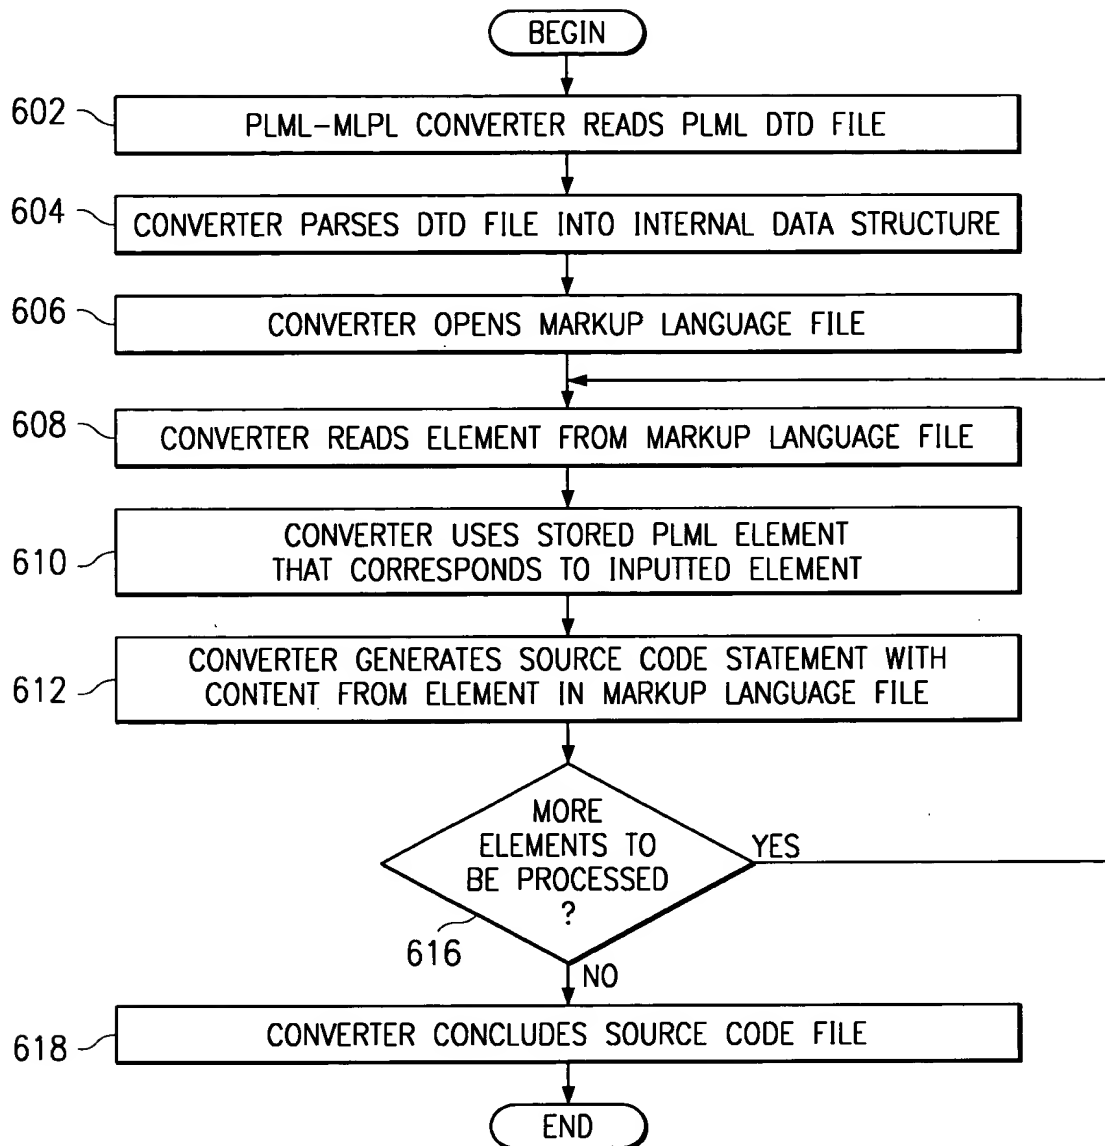 BEGIN
602
PLML-MLPL CONVERTER READS PLML DTD FILE
604
CONVERTER PARSES DTD FILE INTO INTERNAL DATA STRUCTURE
606
CONVERTER OPENS MARKUP LANGUAGE FILE
608
CONVERTER READS ELEMENT FROM MARKUP LANGUAGE FILE
610
CONVERTER USES STORED PLML ELEMENT
THAT CORRESPONDS TO INPUTTED ELEMENT
612
CONVERTER GENERATES SOURCE CODE STATEMENT WITH
CONTENT FROM ELEMENT IN MARKUP LANGUAGE FILE
MORE
ELEMENTS TO
BE PROCESSED
?
YES
616
NO
618
CONVERTER CONCLUDES SOURCE CODE FILE
END